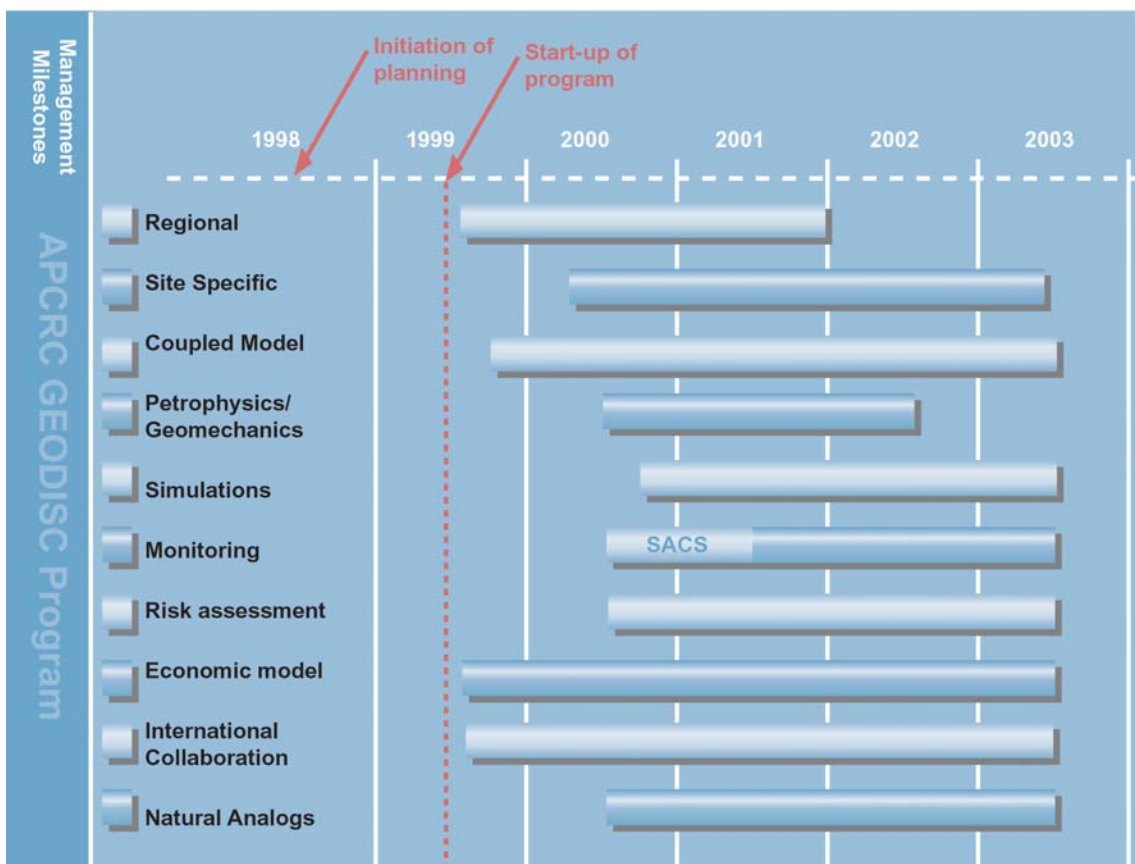 Management
Milestones
APCRC GEODISC Program
Initiation of
planning
Start-up of
program
1998
1999
2000
2001
2002
2003
Regional
Site Specific
Coupled Model
Petrophysics/
Geomechanics
Simulations
Monitoring
SACS
Risk assessment
Economic model
International
Collaboration
Natural Analogs